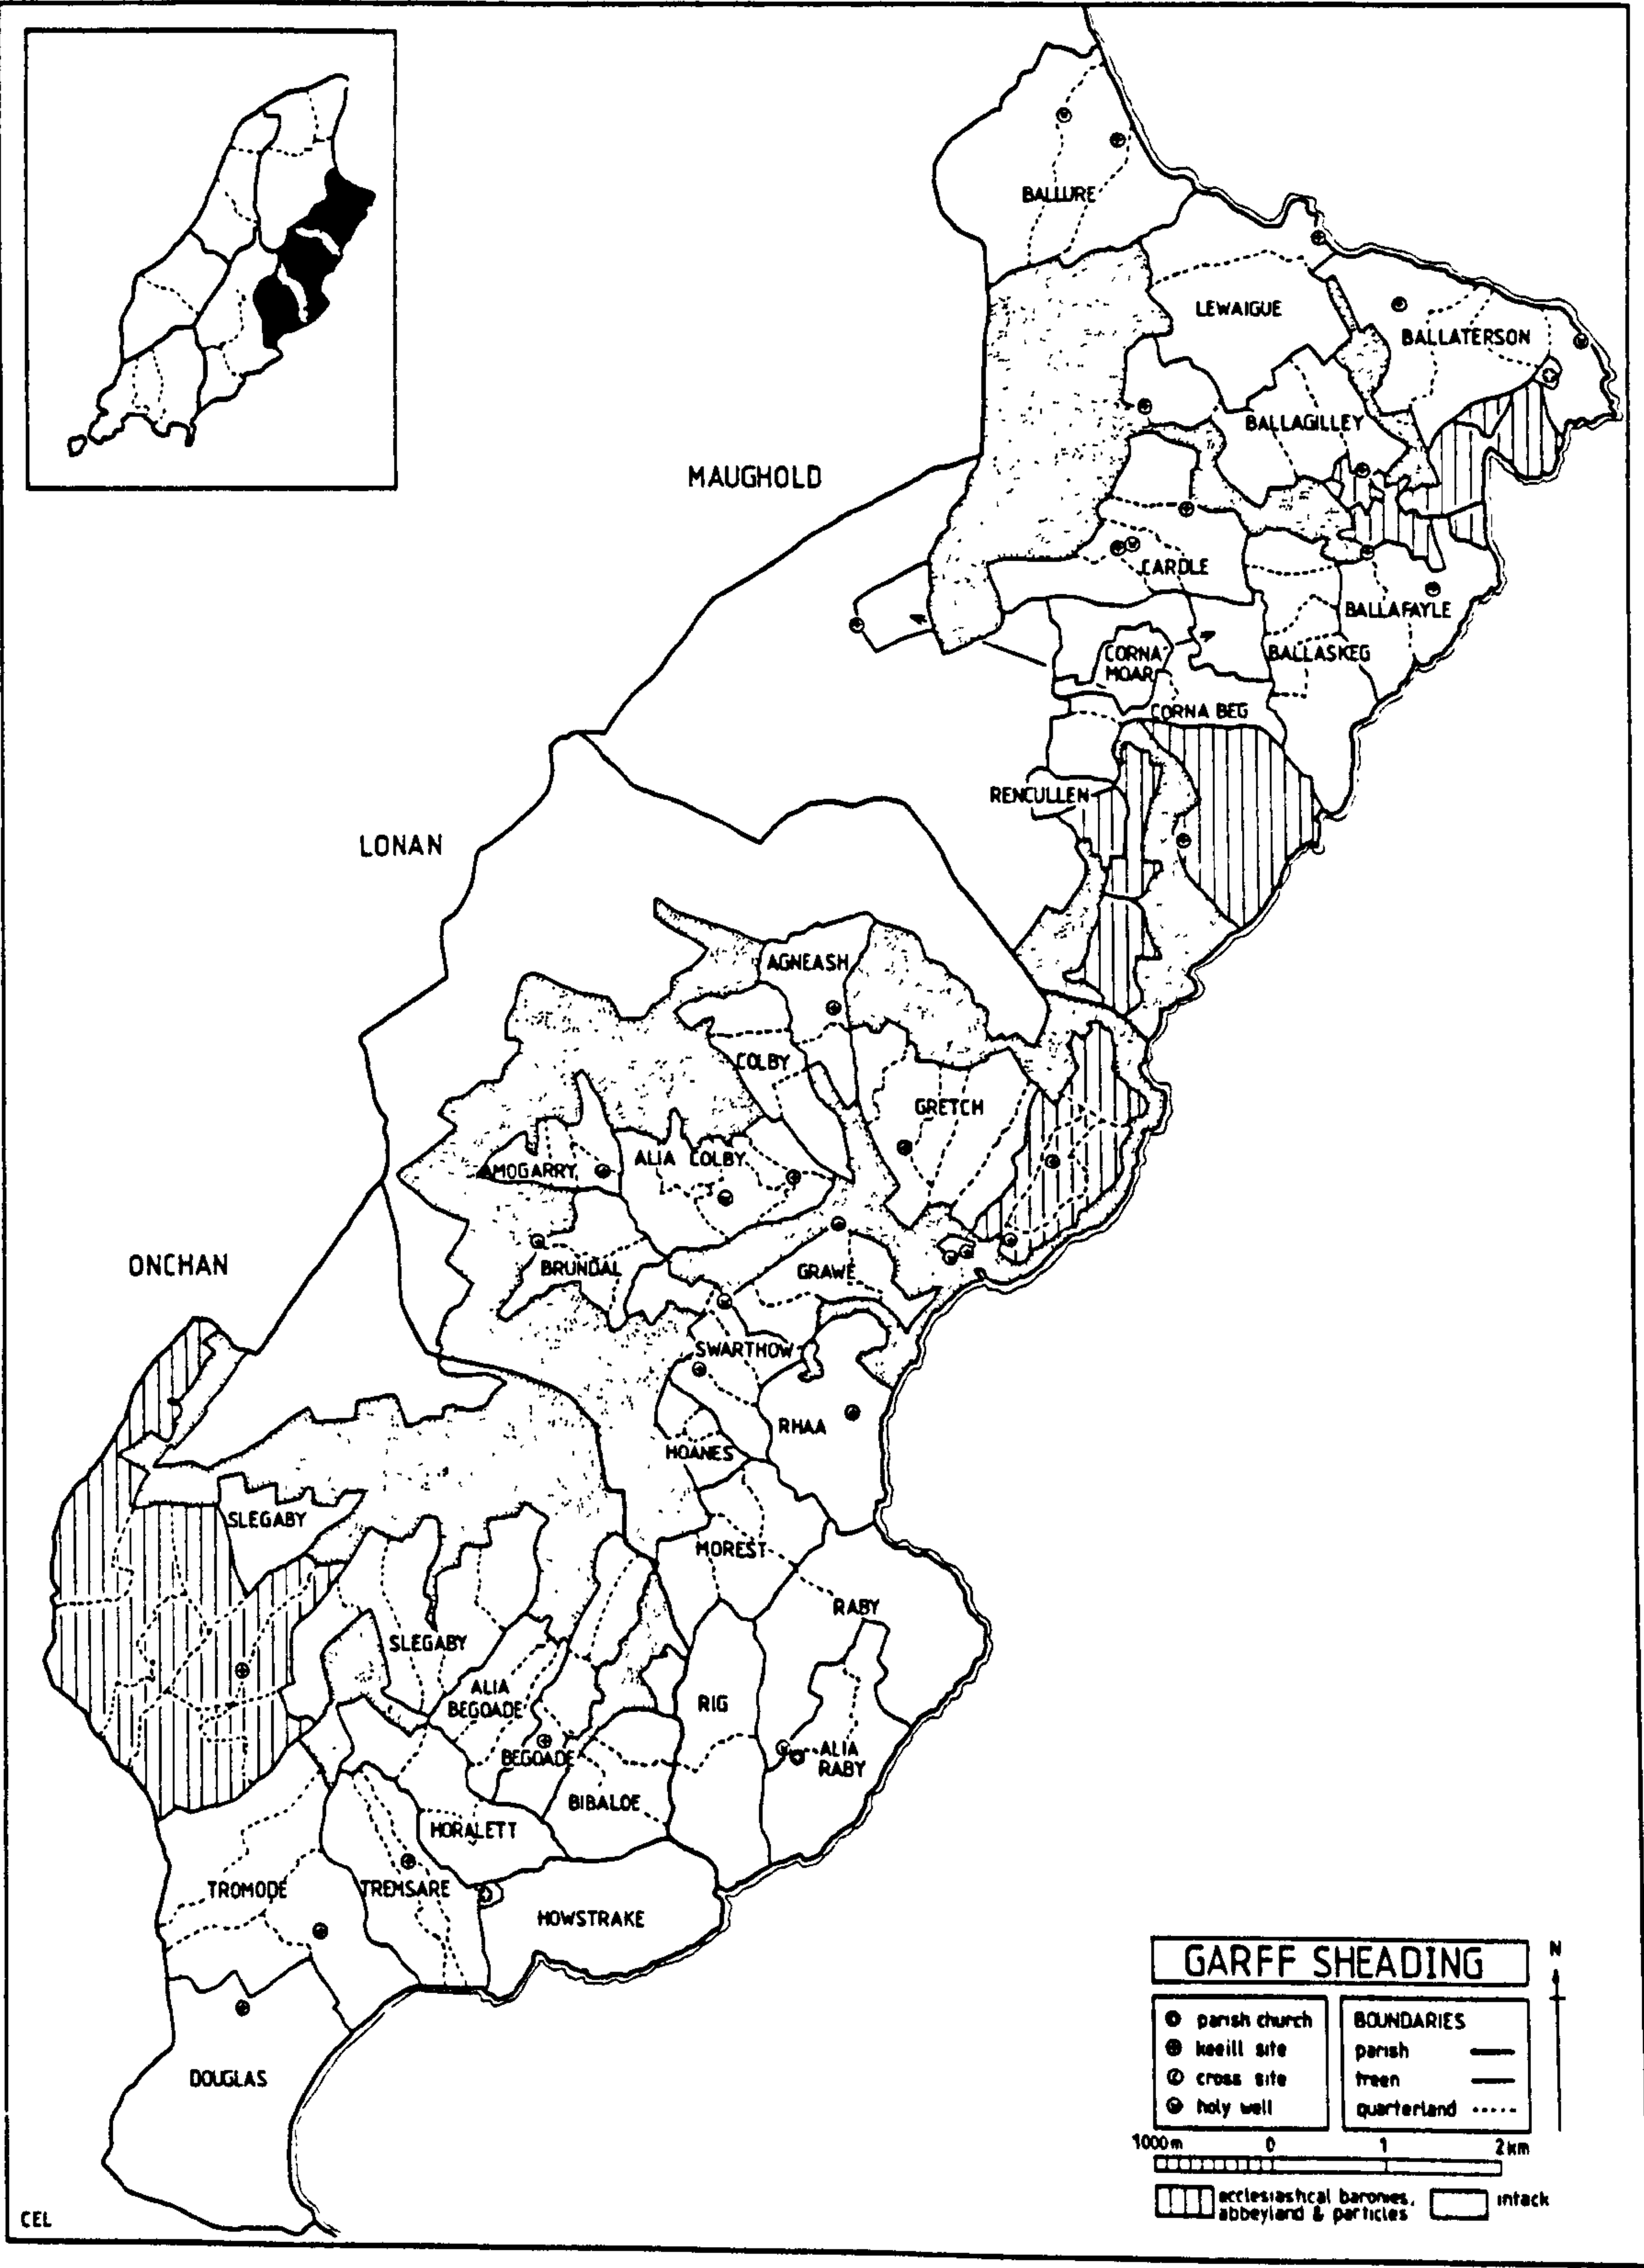 BALLURE
LEWAIGUE
BALLATERSON
BALLAGILLEY
MAUGHOLD
CARDLE
BALLAFAYLE
CORNA
MOAR
BALLASKEG
CORNA BEG
RENCULLEN
LONAN
AGNEASH
COLBY
GRETCH
ALIA COLBY
AMOGARRY
ONCHAN
BRUNDAL
GRAWE
SWARTHOW
RHAA
HOANES
SLEGABY
MOREST
RABY
SLEGABY
ALIA
BEGOADE
RIG
BEGOADE
ALIA
RABY
BIBALOE
HORALETT
TROMODE
TREMSARE
HOWSTRAKE
DOUGLAS
GARFF SHEADING
N
parish church
keeill site
cross site
holy well
BOUNDARIES
parish
treen
quarterland
1000m 0 1 2km
ecclesiastical baronies,
abbeyland & particles
intack
CEL